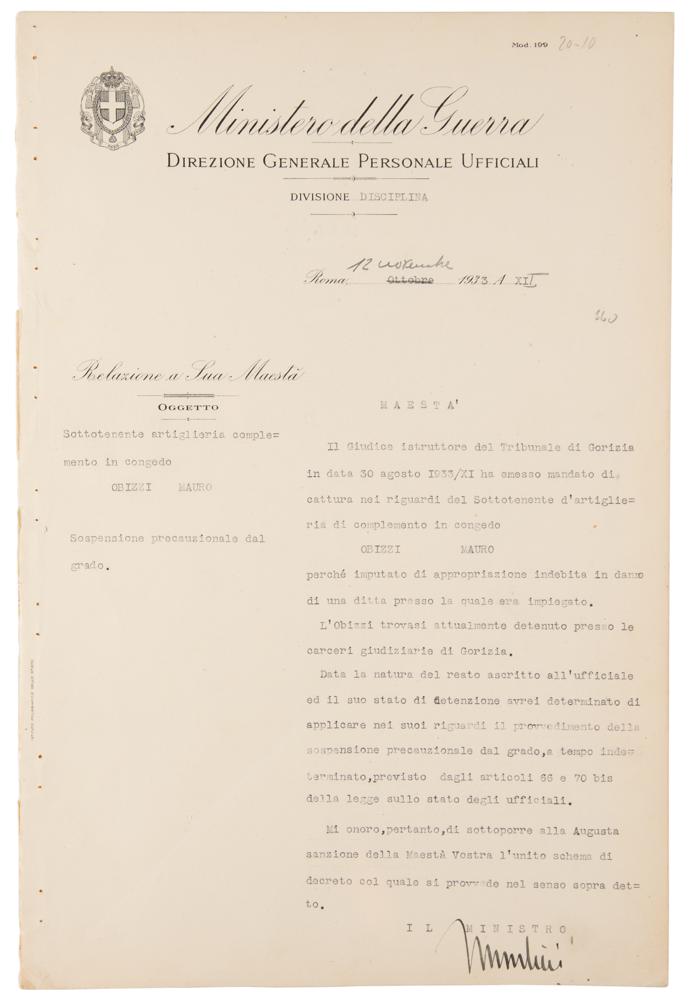 Mod. 199 20-10
Ministero della Guerra
DIREZIONE GENERALE PERSONALE UFFICIALI
DIVISIONE DISCIPLINA
12 novembre
Roma, Ottobre 1933 A XII
360
Relazione a Sua Maestà
OGGETTO
Sottotenente artiglieria comple=
mento in congedo
OBIZZI MAURO
Sospensione precauzionale dal
grado.
MAESTA'
Il Giudice istruttore del Tribunale di Gorizia
in data 30 agosto I933/XI ha emesso mandato di
cattura nei riguardi del Sottotenente d'artiglie=
ria di complemento in congedo
OBIZZI MAURO
perché imputato di appropriazione indebita in danno
di una ditta presso la quale era impiegato.
L'Obizzi trovasi attualmente detenuto presso le
carceri giudiziarie di Gorizia.
Data la natura del reato ascritto all'ufficiale
ed il suo stato di detenzione avrei determinato di
applicare nei suoi riguardi il provvedimento della
sospensione precauzionale dal grado,a tempo inde=
terminato,previsto dagli articoli 66 e 70 bis
della legge sullo stato degli ufficiali.
Mi onoro,pertanto,di sottoporre alla Augusta
sanzione della Maestà Vostra l'unito schema di
decreto col quale si provvede nel senso sopra det=
to.
IL MINISTRO
Mussolini